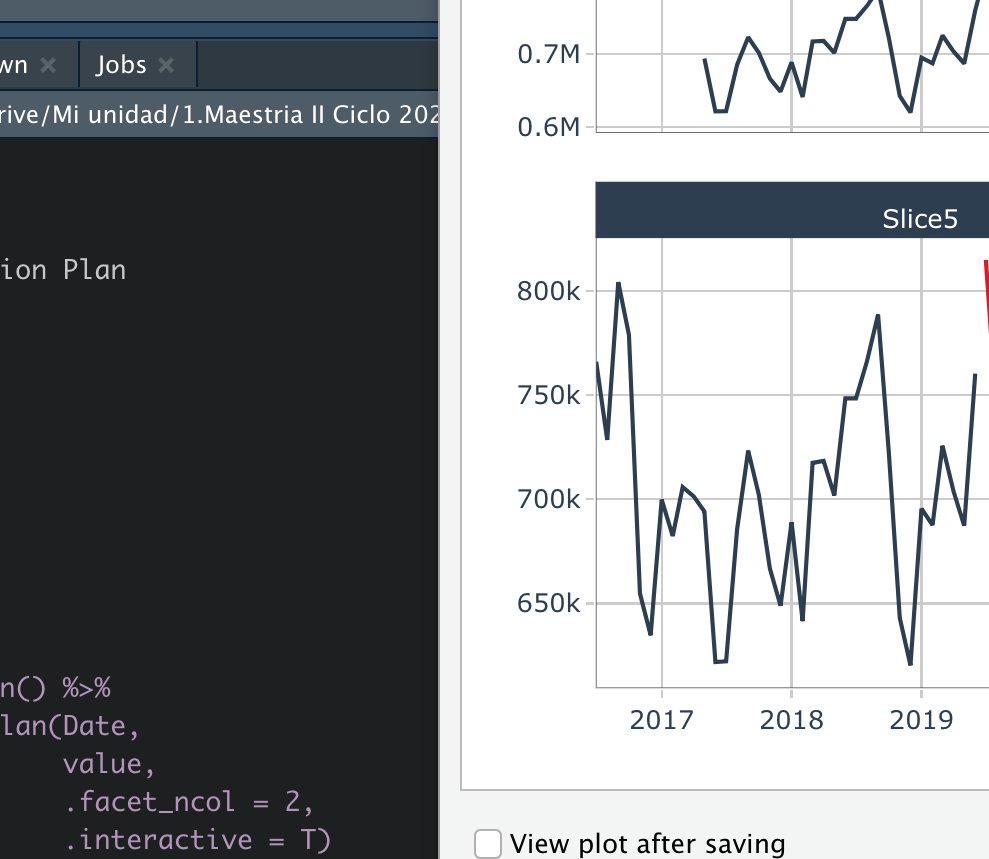 wn
Jobs
rive/Mi unidad/1.Maestria II Ciclo 202
ion Plan
n() %>%
lan(Date,
value,
.facet_ncol = 2,
.interactive = T)
0.7M
0.6M
Slice5
800k
750k
700k
650k
2017 2018 2019
View plot after saving